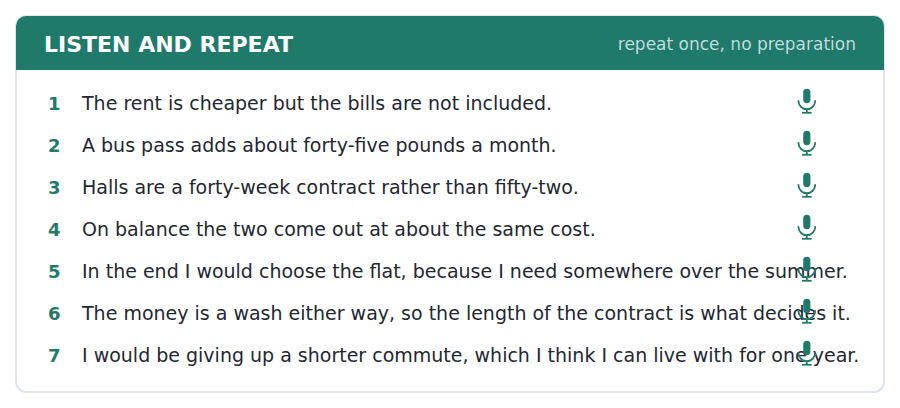 LISTEN AND REPEAT
repeat once, no preparation
1 The rent is cheaper but the bills are not included.
2 A bus pass adds about forty-five pounds a month.
3 Halls are a forty-week contract rather than fifty-two.
4 On balance the two come out at about the same cost.
5 In the end I would choose the flat, because I need somewhere over the summer.
6 The money is a wash either way, so the length of the contract is what decides it.
7 I would be giving up a shorter commute, which I think I can live with for one year.